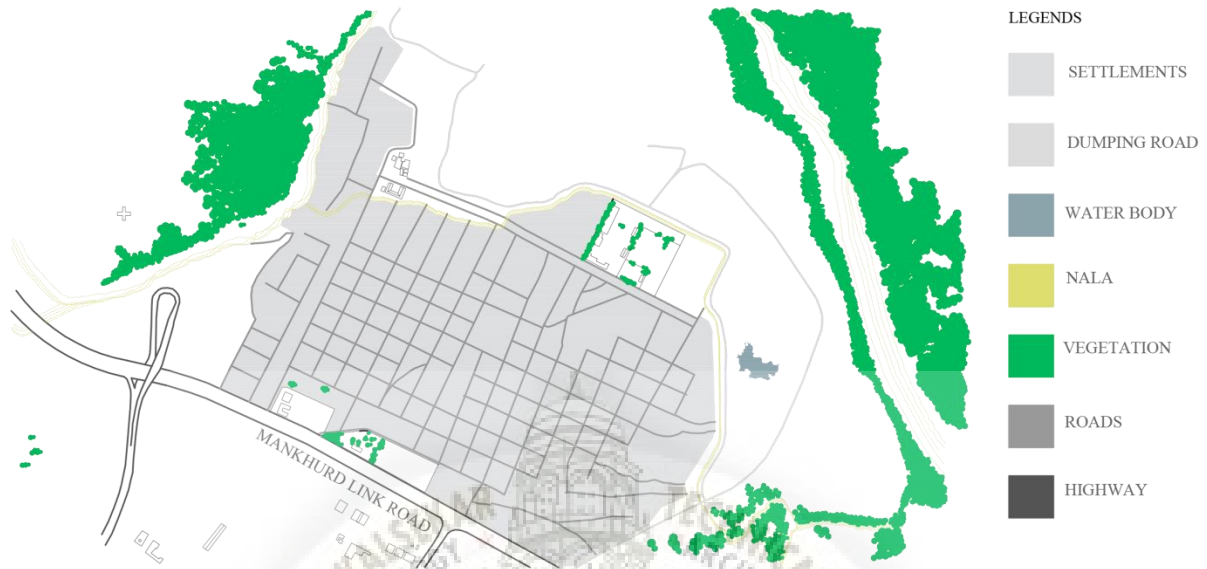 LEGENDS
SETTLEMENTS
DUMPING ROAD
WATER BODY
NALA
VEGETATION
ROADS
HIGHWAY
MANKHURD LINK ROAD